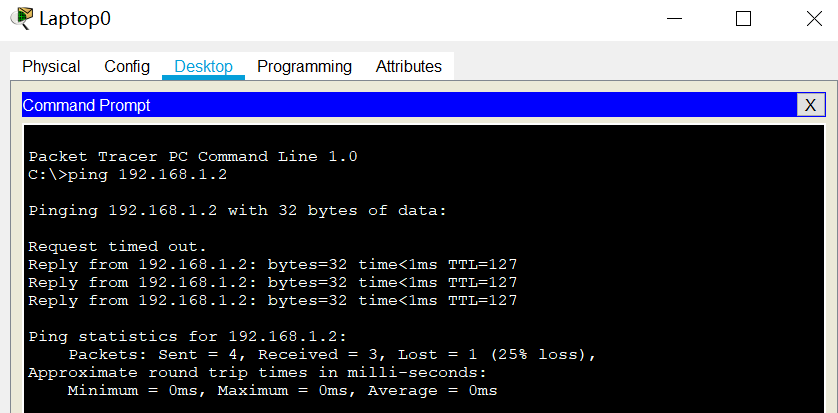 Laptop0
Physical Config Desktop Programming Attributes
Command Prompt X
Packet Tracer PC Command Line 1.0
C:\>ping 192.168.1.2
Pinging 192.168.1.2 with 32 bytes of data:
Request timed out.
Reply from 192.168.1.2: bytes=32 time<1ms TTL=127
Reply from 192.168.1.2: bytes=32 time<1ms TTL=127
Reply from 192.168.1.2: bytes=32 time<1ms TTL=127
Ping statistics for 192.168.1.2:
    Packets: Sent = 4, Received = 3, Lost = 1 (25% loss),
Approximate round trip times in milli-seconds:
    Minimum = 0ms, Maximum = 0ms, Average = 0ms